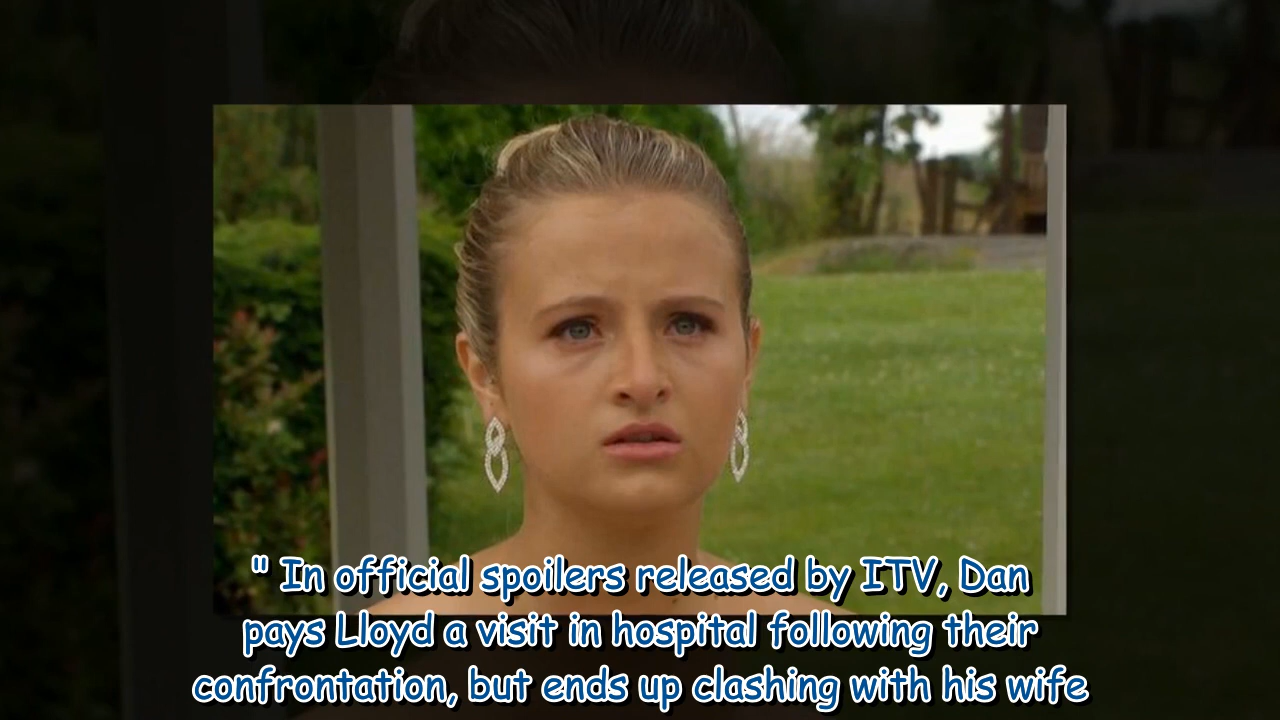 " In official spoilers released by ITV, Dan
pays Lloyd a visit in hospital following their
confrontation, but ends up clashing with his wife